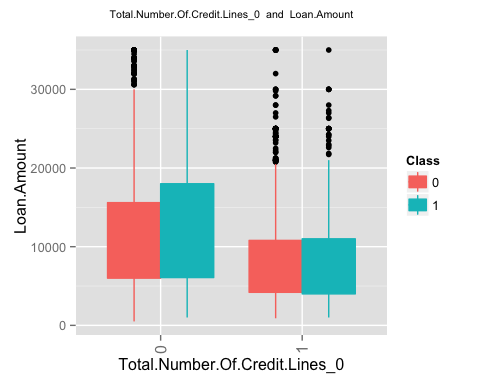 Total.Number.Of.Credit.Lines_0 and Loan.Amount
Loan.Amount
30000
20000
10000
0
0
1
Total.Number.Of.Credit.Lines_0
Class
0
1